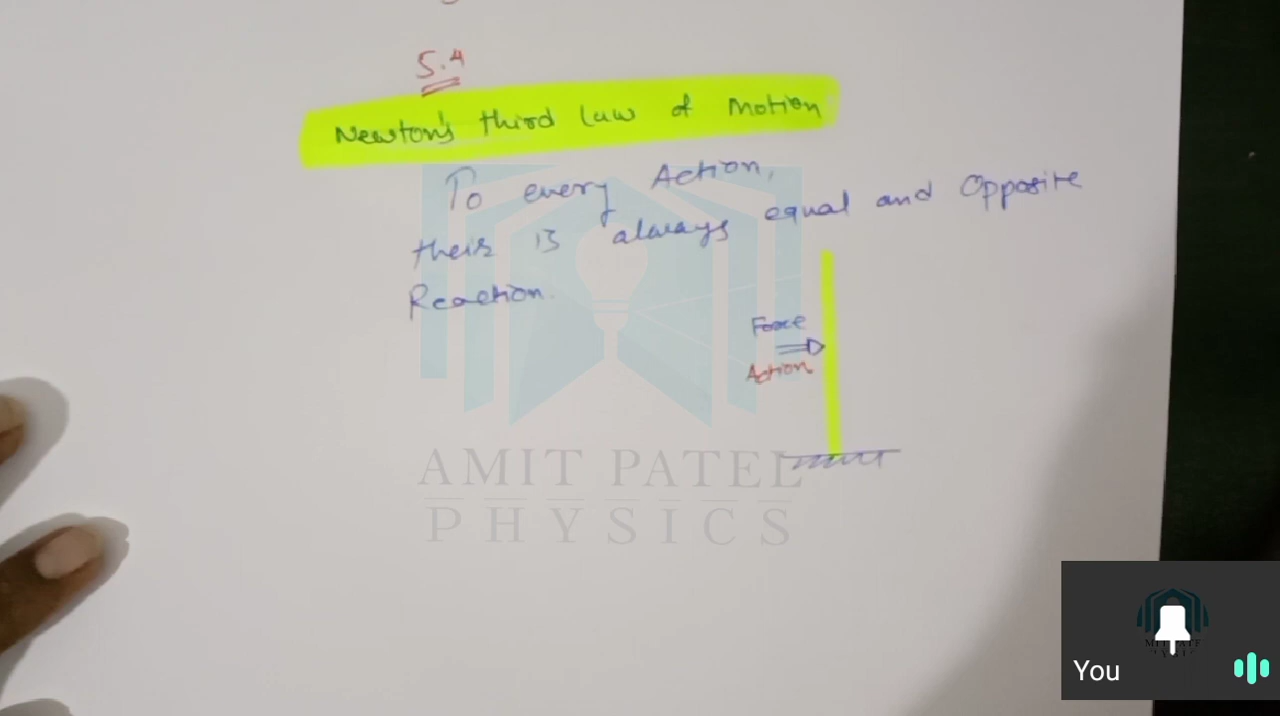 5.4
Newton's third law of motion
To every Action,
their is always equal and Opposite
Reaction.
Force
Action
AMIT PATEL
PHYSICS
You